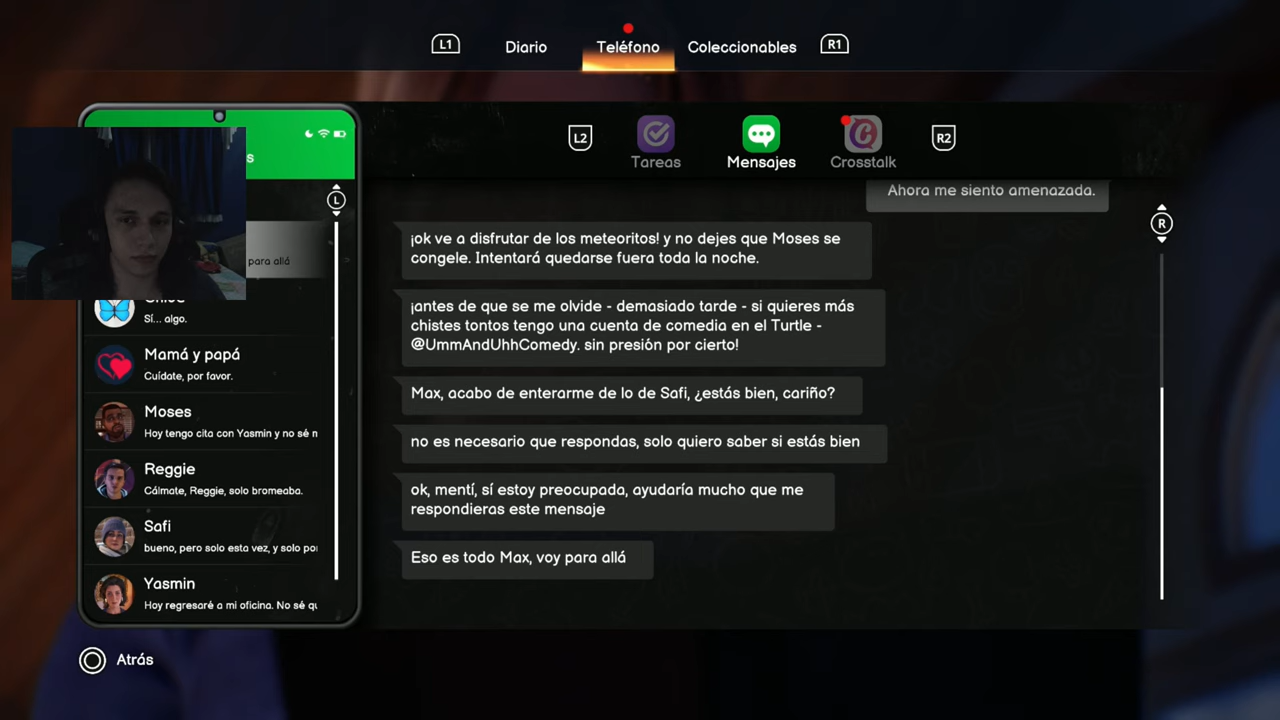 L1
Diario
Teléfono
Coleccionables
R1
L2
Tareas
Mensajes
Crosstalk
R2
s
L
para allá
Sí... algo.
Mamá y papá
Cuídate, por favor.
Moses
Hoy tengo cita con Yasmin y no sé
Reggie
Cálmate, Reggie, solo bromeaba.
Safi
bueno, pero solo esta vez, y solo
Yasmin
Hoy regresaré a mi oficina. No sé
Ahora me siento amenazada.
R
¡ok ve a disfrutar de los meteoritos! y no dejes que Moses se
congele. Intentará quedarse fuera toda la noche.
¡antes de que se me olvide - demasiado tarde - si quieres más
chistes tontos tengo una cuenta de comedia en el Turtle -
@UmmAndUhhComedy. sin presión por cierto!
Max, acabo de enterarme de lo de Safi, ¿estás bien, cariño?
no es necesario que respondas, solo quiero saber si estás bien
ok, mentí, sí estoy preocupada, ayudaría mucho que me
respondieras este mensaje
Eso es todo Max, voy para allá
Atrás